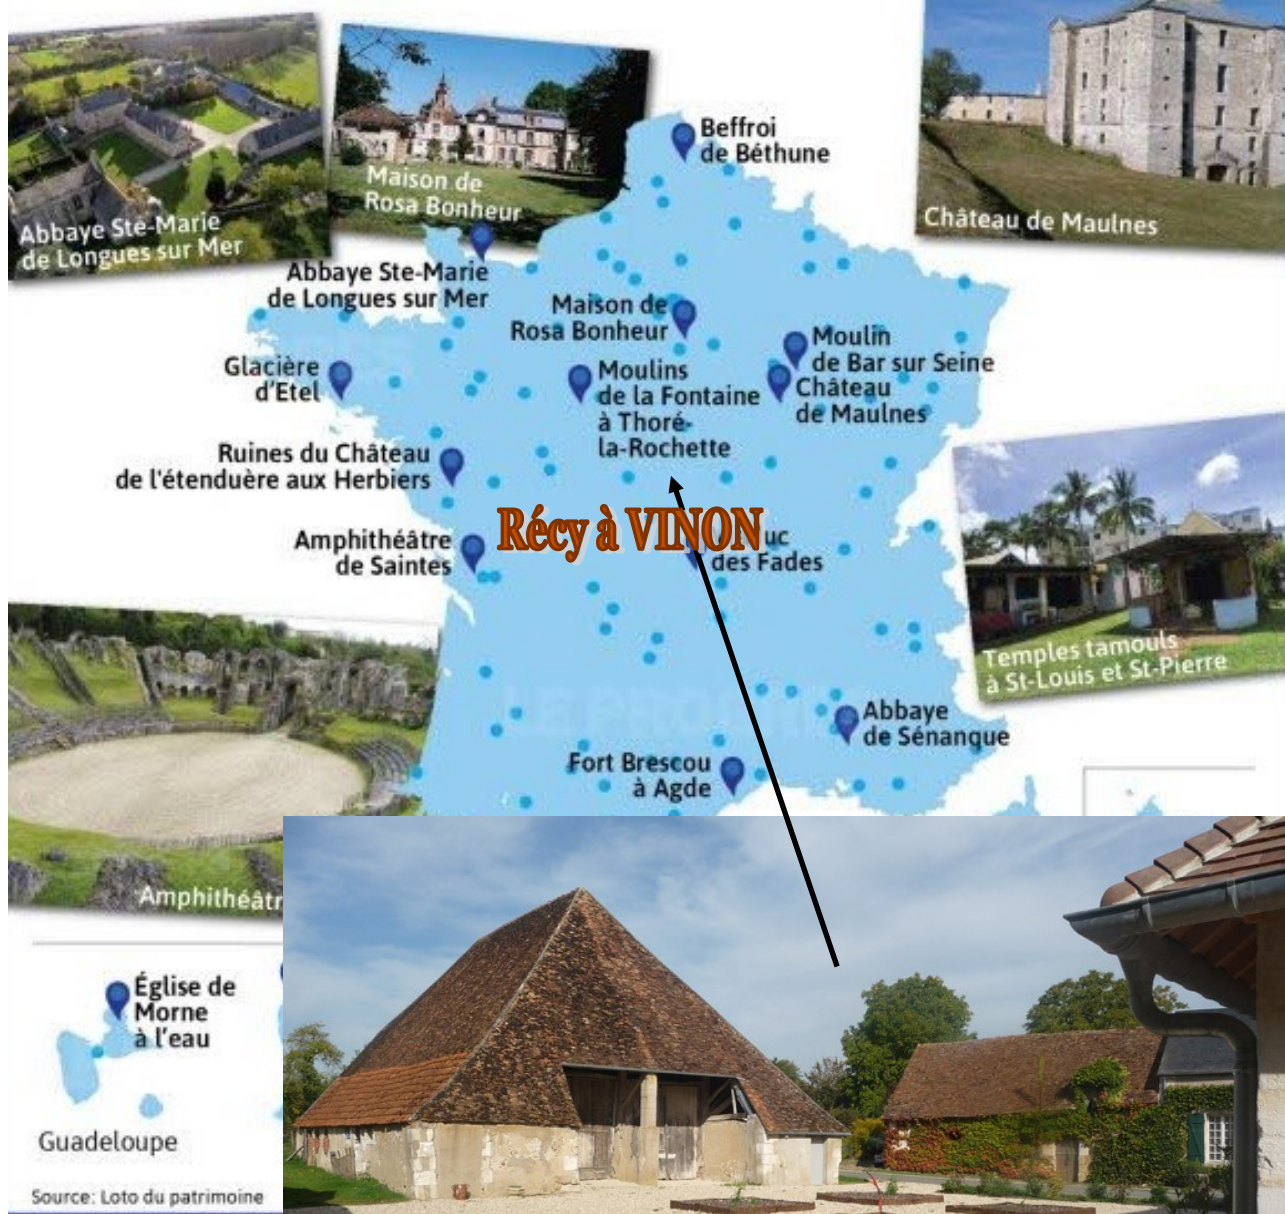 Abbaye Ste-Marie
de Longues sur Mer
Maison de
Rosa Bonheur
Château de Maulnes
Beffroi
de Béthune
Abbaye Ste-Marie
de Longues sur Mer
Maison de
Rosa Bonheur
Moulin
de Bar sur Seine
Glacière
d'Etel
Moulins
de la Fontaine
à Thoré-
la-Rochette
Château
de Maulnes
Ruines du Château
de l'étenduère aux Herbiers
Récy à VINON
uc
des Fades
Amphithéâtre
de Saintes
Temples tamouls
à St-Louis et St-Pierre
Abbaye
de Sénanque
Fort Brescou
à Agde
Amphithéâtr
Église de
Morne
à l'eau
Guadeloupe
Source: Loto du patrimoine